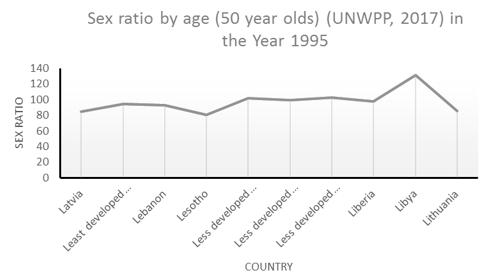 Sex ratio by age (50 year olds) (UNWPP, 2017) in
the Year 1995
140
120
100
80
60
40
20
0
SEX RATIO
Latvia
Least developed...
Lebanon
Lesotho
Less developed...
Less developed...
Less developed...
Liberia
Libya
Lithuania
COUNTRY